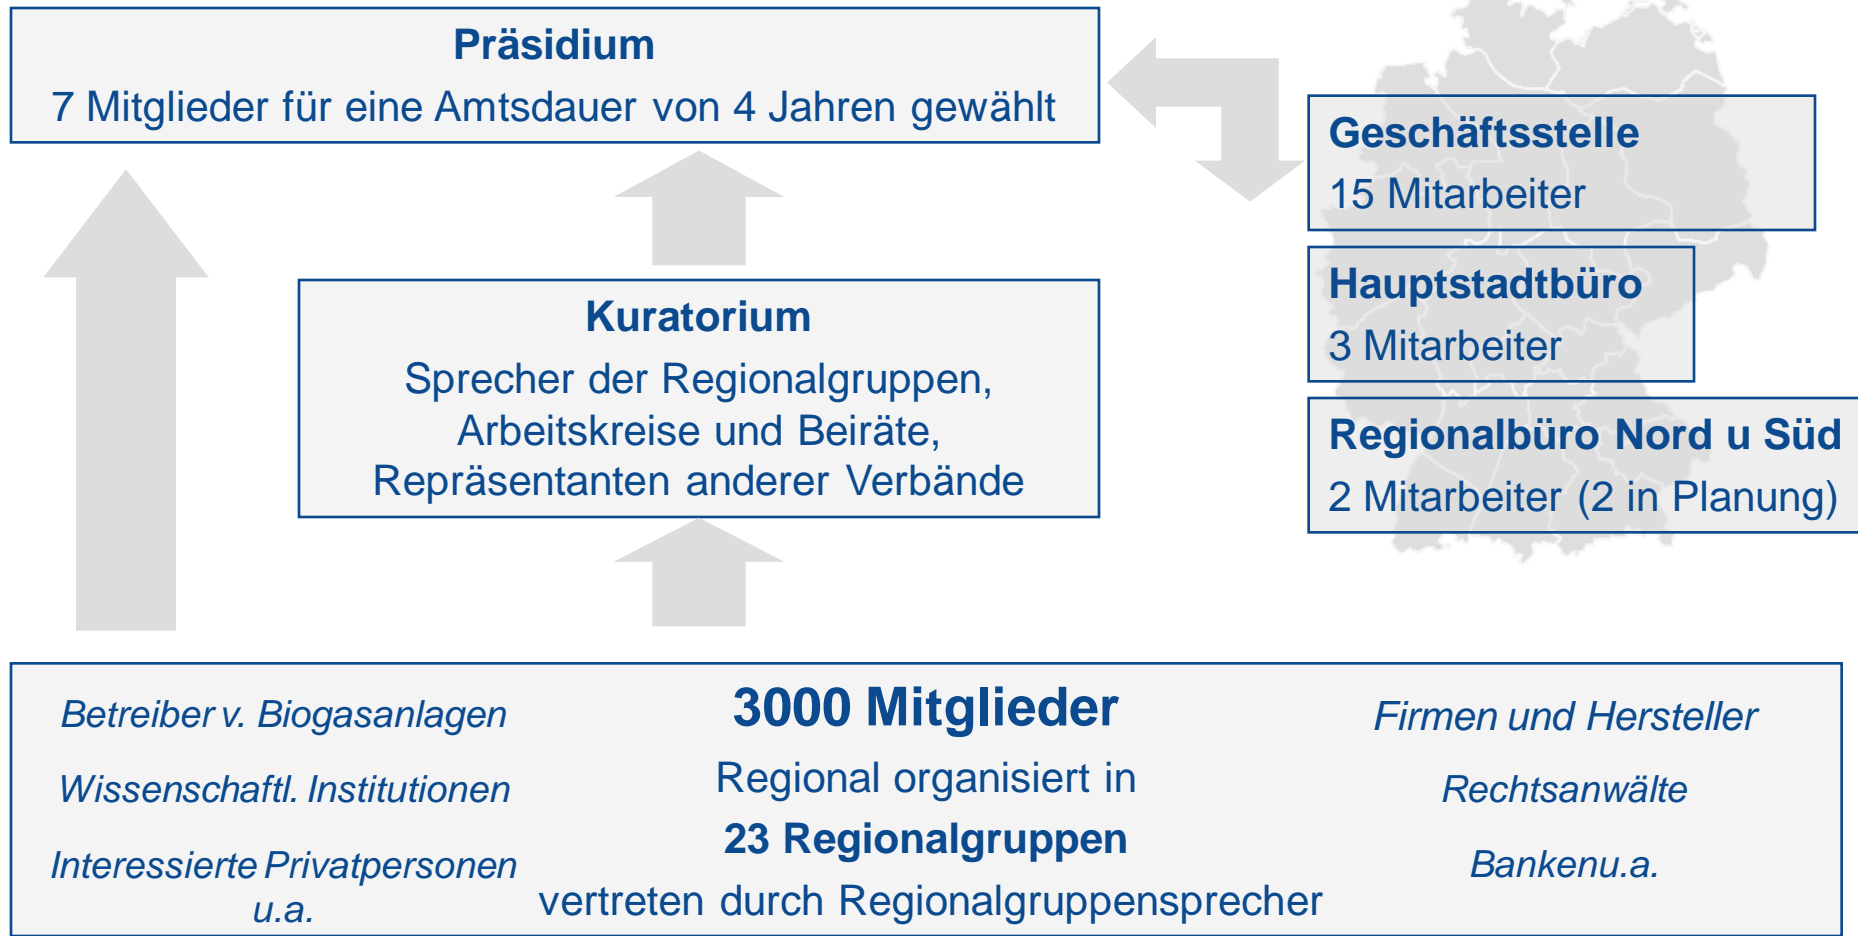 Präsidium
7 Mitglieder für eine Amtsdauer von 4 Jahren gewählt
Geschäftsstelle
15 Mitarbeiter
Hauptstadtbüro
3 Mitarbeiter
Regionalbüro Nord u Süd
2 Mitarbeiter (2 in Planung)
Kuratorium
Sprecher der Regionalgruppen,
Arbeitskreise und Beiräte,
Repräsentanten anderer Verbände
Betreiber v. Biogasanlagen
Wissenschaftl. Institutionen
Interessierte Privatpersonen
u.a.
3000 Mitglieder
Regional organisiert in
23 Regionalgruppen
vertreten durch Regionalgruppensprecher
Firmen und Hersteller
Rechtsanwälte
Bankenu.a.